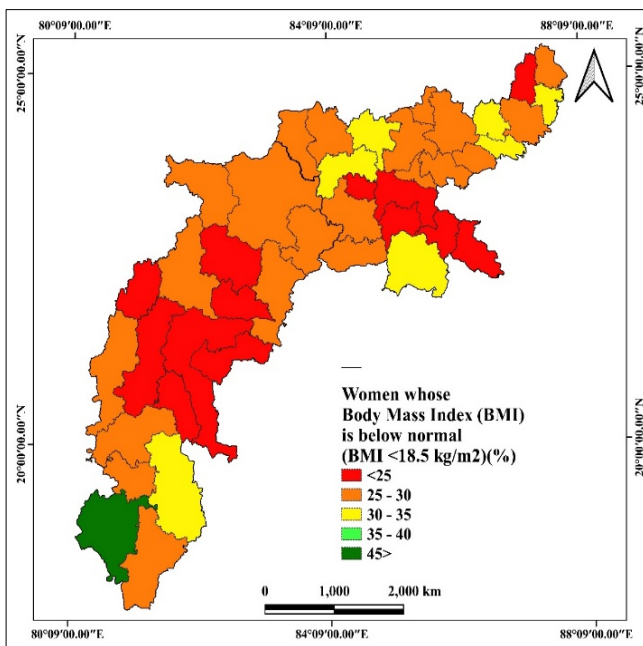 80°09'00.00"E 84°09'00.00"E 88°09'00.00"E
25°00'00.00"N
25°00'00.00"N
20°00'00.00"N
20°00'00.00"N
Women whose
Body Mass Index (BMI)
is below normal
(BMI <18.5 kg/m2)(%)
<25
25 - 30
30 - 35
35 - 40
45>
0 1,000 2,000 km
80°09'00.00"E 84°09'00.00"E 88°09'00.00"E